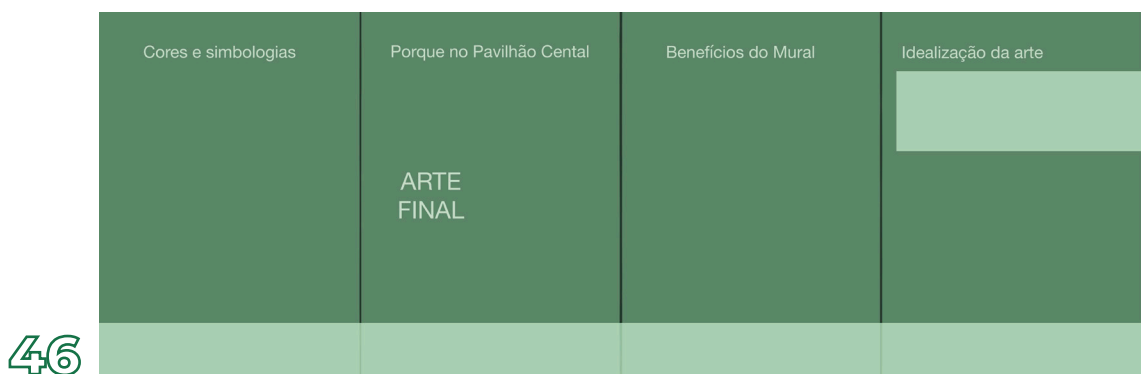 Cores e simbologias
Porque no Pavilhão Cental
Benefícios do Mural
Idealização da arte
ARTE
FINAL
46